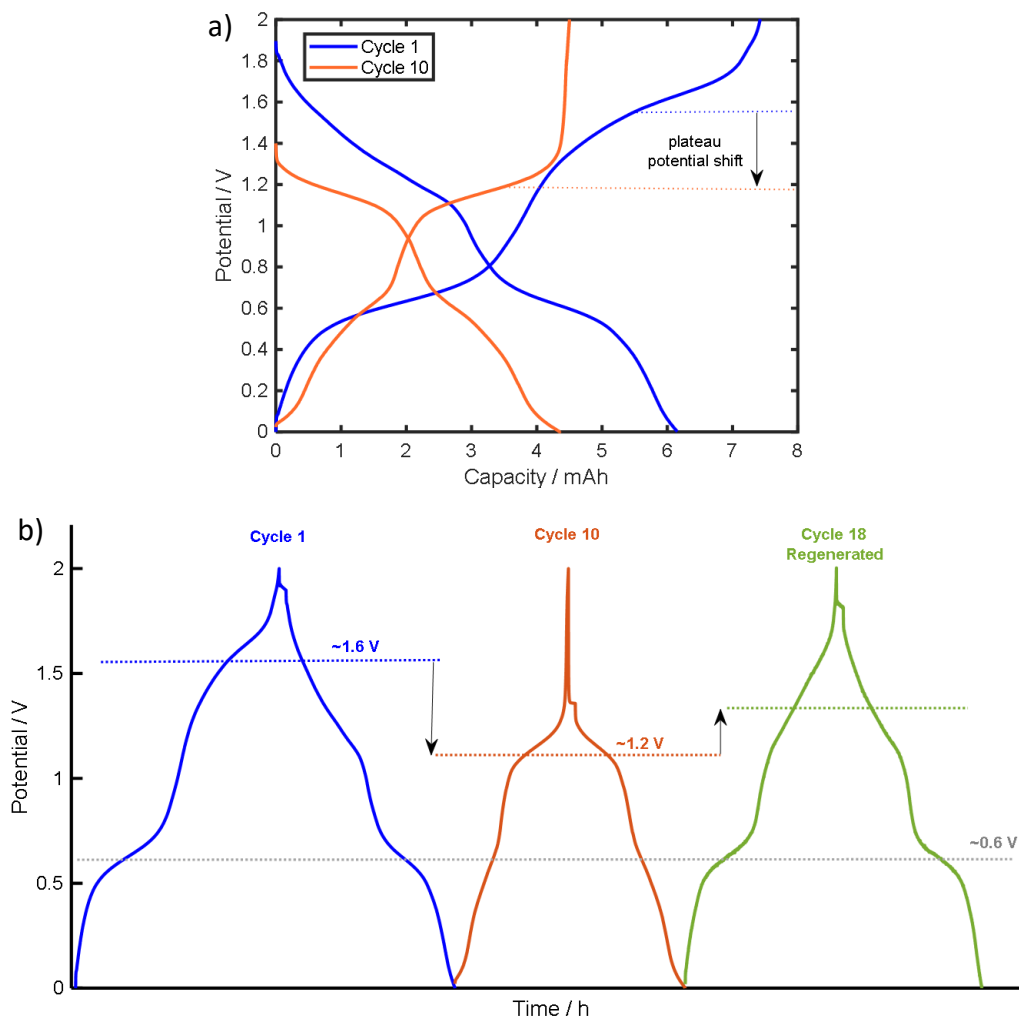 a)
Cycle 1
Cycle 10
plateau
potential shift
2
1.8
1.6
1.4
1.2
1
0.8
0.6
0.4
0.2
0
Potential / V
0 1 2 3 4 5 6 7 8
Capacity / mAh
b)
Cycle 1
Cycle 10
Cycle 18
Regenerated
~1.6 V
~1.2 V
~0.6 V
2
1.5
1
0.5
0
Potential / V
Time / h